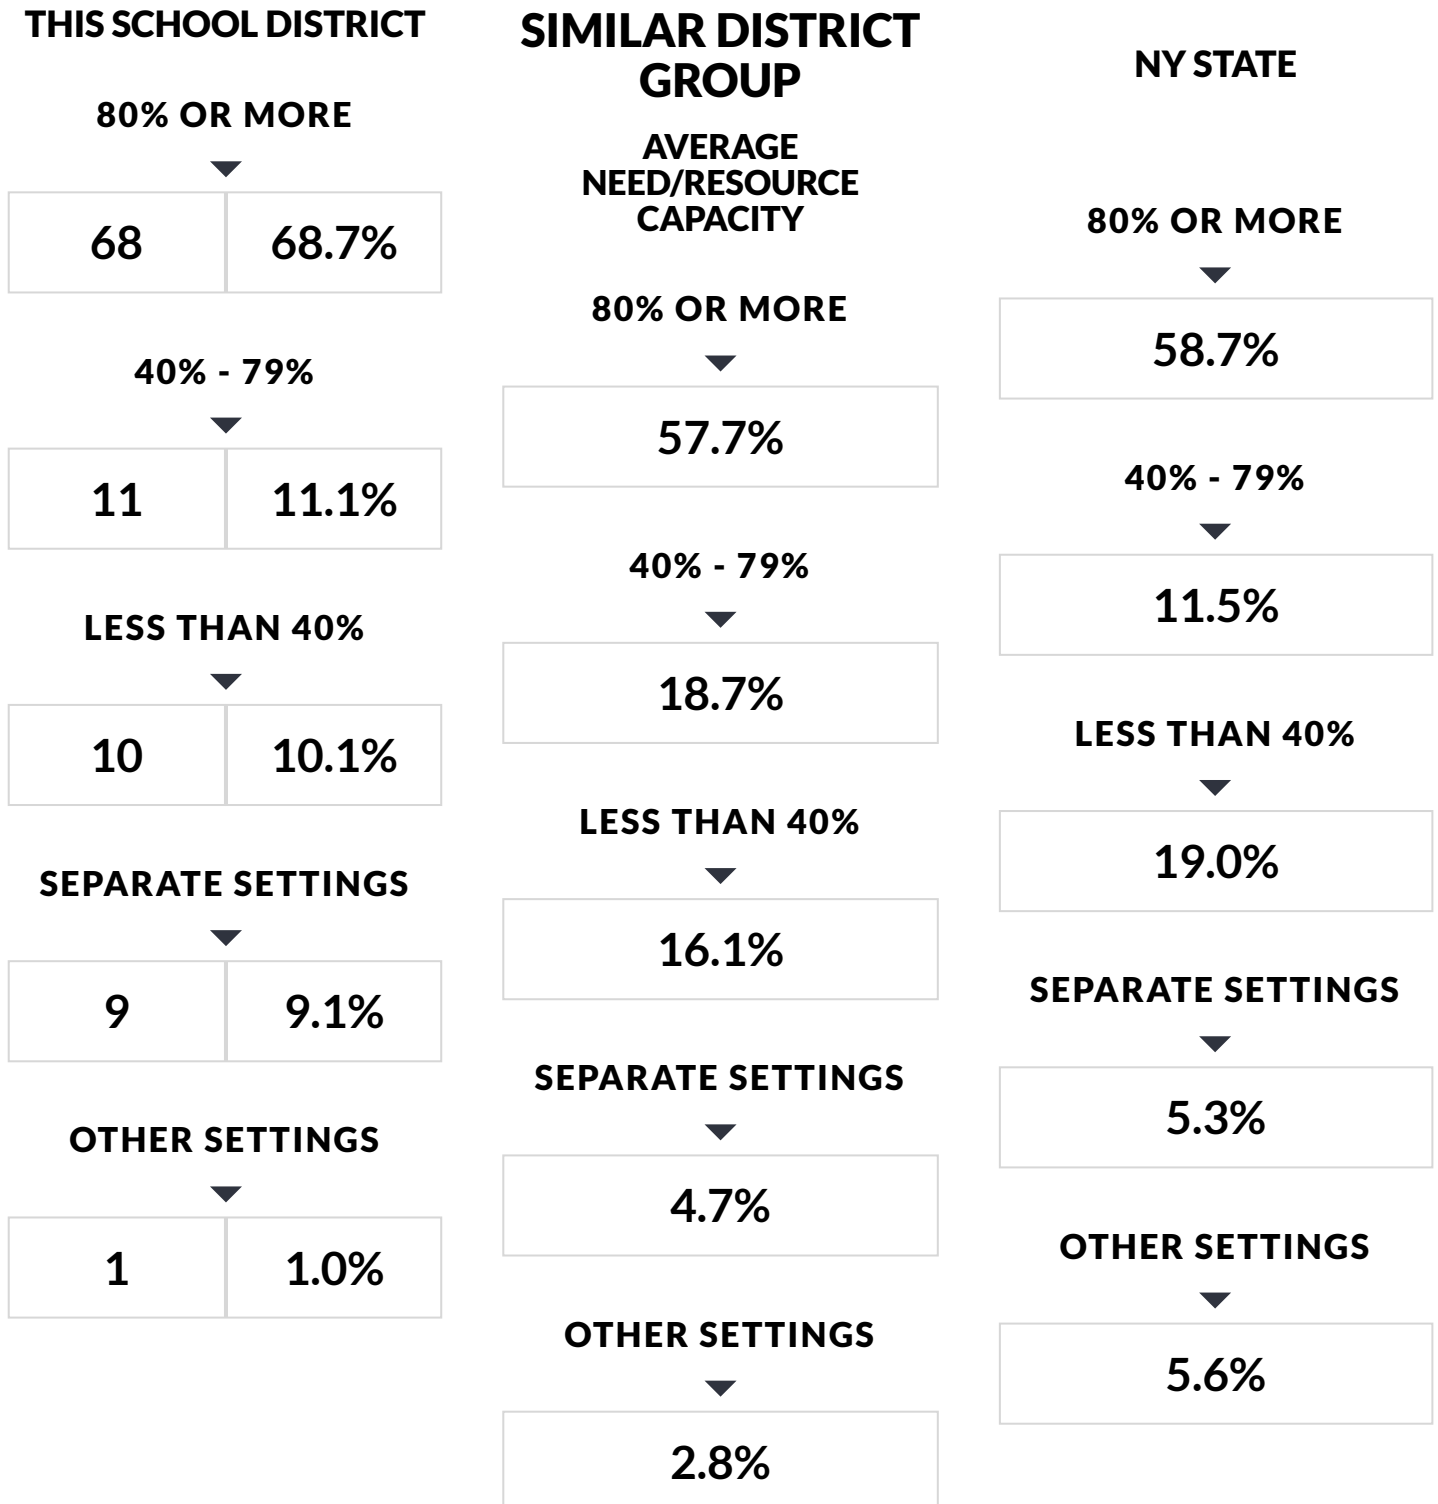 THIS SCHOOL DISTRICT
80% OR MORE
68 68.7%
40% - 79%
11 11.1%
LESS THAN 40%
10 10.1%
SEPARATE SETTINGS
9 9.1%
OTHER SETTINGS
1 1.0%
SIMILAR DISTRICT
GROUP
AVERAGE
NEED/RESOURCE
CAPACITY
80% OR MORE
57.7%
40% - 79%
18.7%
LESS THAN 40%
16.1%
SEPARATE SETTINGS
4.7%
OTHER SETTINGS
2.8%
NY STATE
80% OR MORE
58.7%
40% - 79%
11.5%
LESS THAN 40%
19.0%
SEPARATE SETTINGS
5.3%
OTHER SETTINGS
5.6%